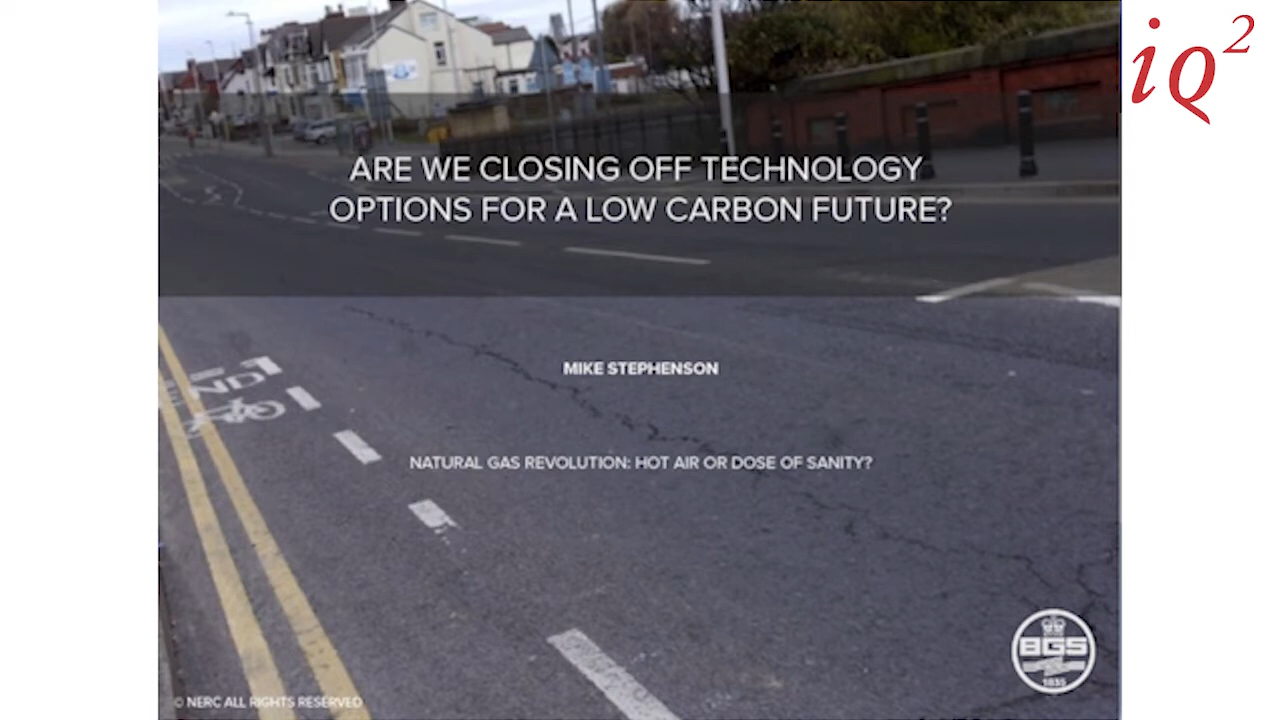 iq²
ARE WE CLOSING OFF TECHNOLOGY
OPTIONS FOR A LOW CARBON FUTURE?
MIKE STEPHENSON
NATURAL GAS REVOLUTION: HOT AIR OR DOSE OF SANITY?
BGS
1835
© NERC ALL RIGHTS RESERVED